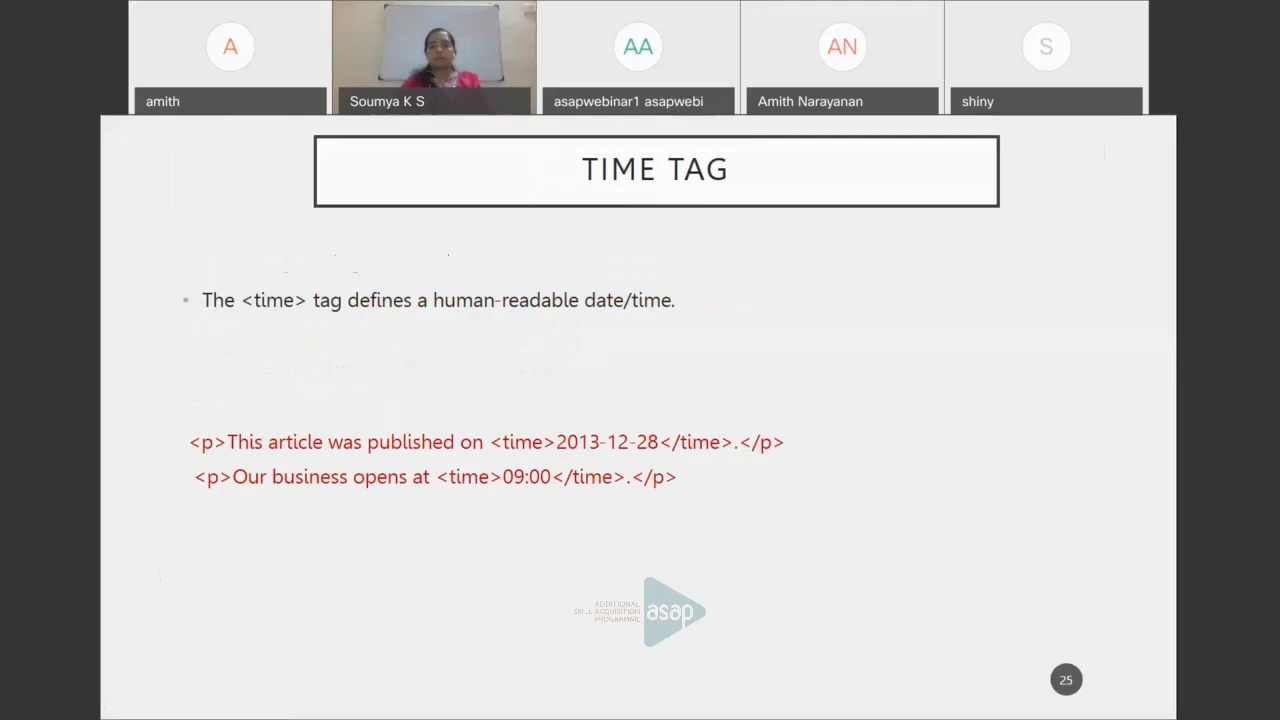 A
AA
AN
S
amith
Soumya K S
asapwebinar1 asapwebi
Amith Narayanan
shiny
TIME TAG
• The <time> tag defines a human-readable date/time.
<p>This article was published on <time>2013-12-28</time>.</p>
<p>Our business opens at <time>09:00</time>.</p>
ADDITIONAL
SKILL ACQUISITION
PROGRAMME
asap
25